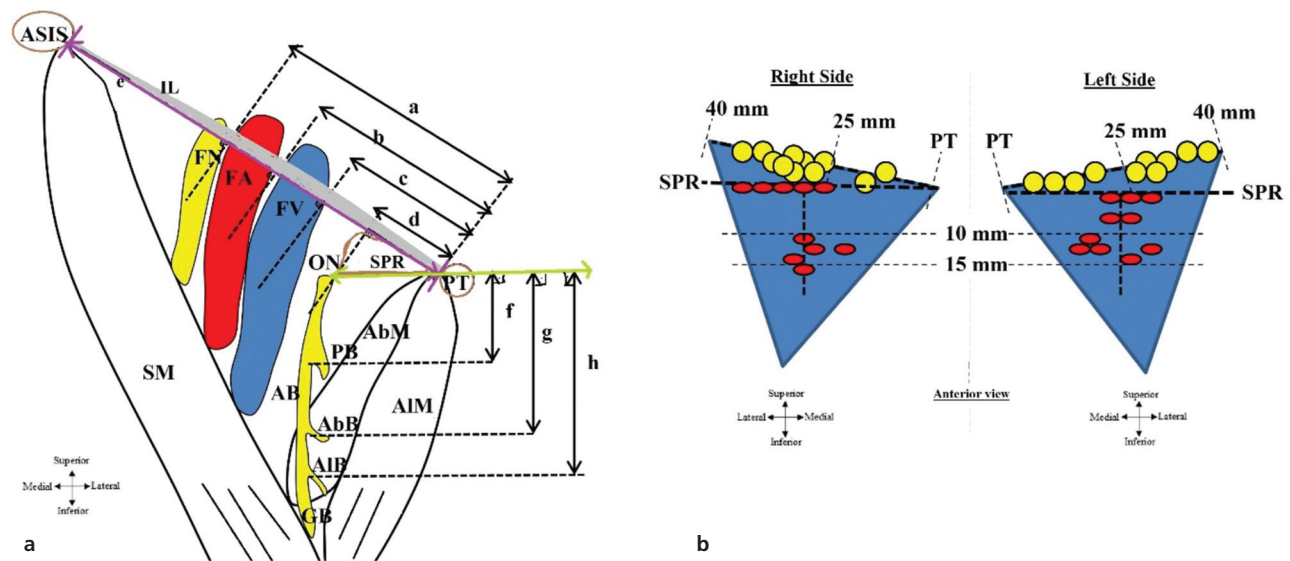 ASIS
e
IL
a
b
c
d
FN
FA
FV
ON
SPR
PT
f
g
h
AbM
PB
SM
AB
AlM
AbB
AlB
GB
Superior
Medial
Lateral
Inferior
a
Right Side
Left Side
40 mm
25 mm
PT
SPR
PT
25 mm
40 mm
SPR
10 mm
15 mm
Superior
Lateral
Medial
Inferior
Anterior view
Superior
Medial
Lateral
Inferior
b